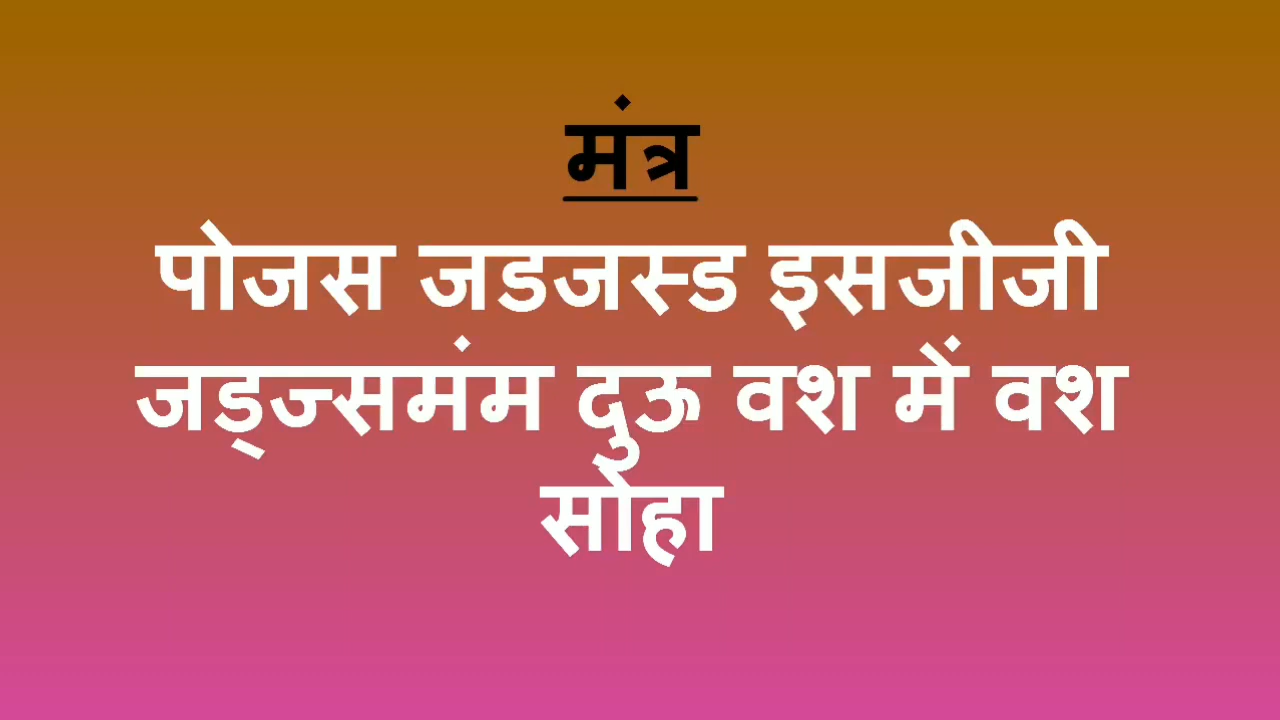 मंत्र
पोजस जडजस्ड इसजीजी
जड्ज्समंम दुऊ वश में वश
सोहा